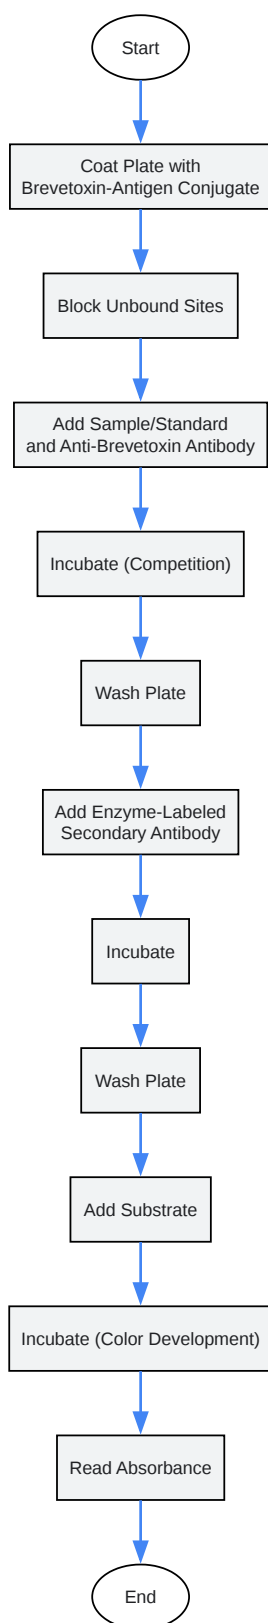 Start
Coat Plate with
Brevetoxin-Antigen Conjugate
Block Unbound Sites
Add Sample/Standard
and Anti-Brevetoxin Antibody
Incubate (Competition)
Wash Plate
Add Enzyme-Labeled
Secondary Antibody
Incubate
Wash Plate
Add Substrate
Incubate (Color Development)
Read Absorbance
End